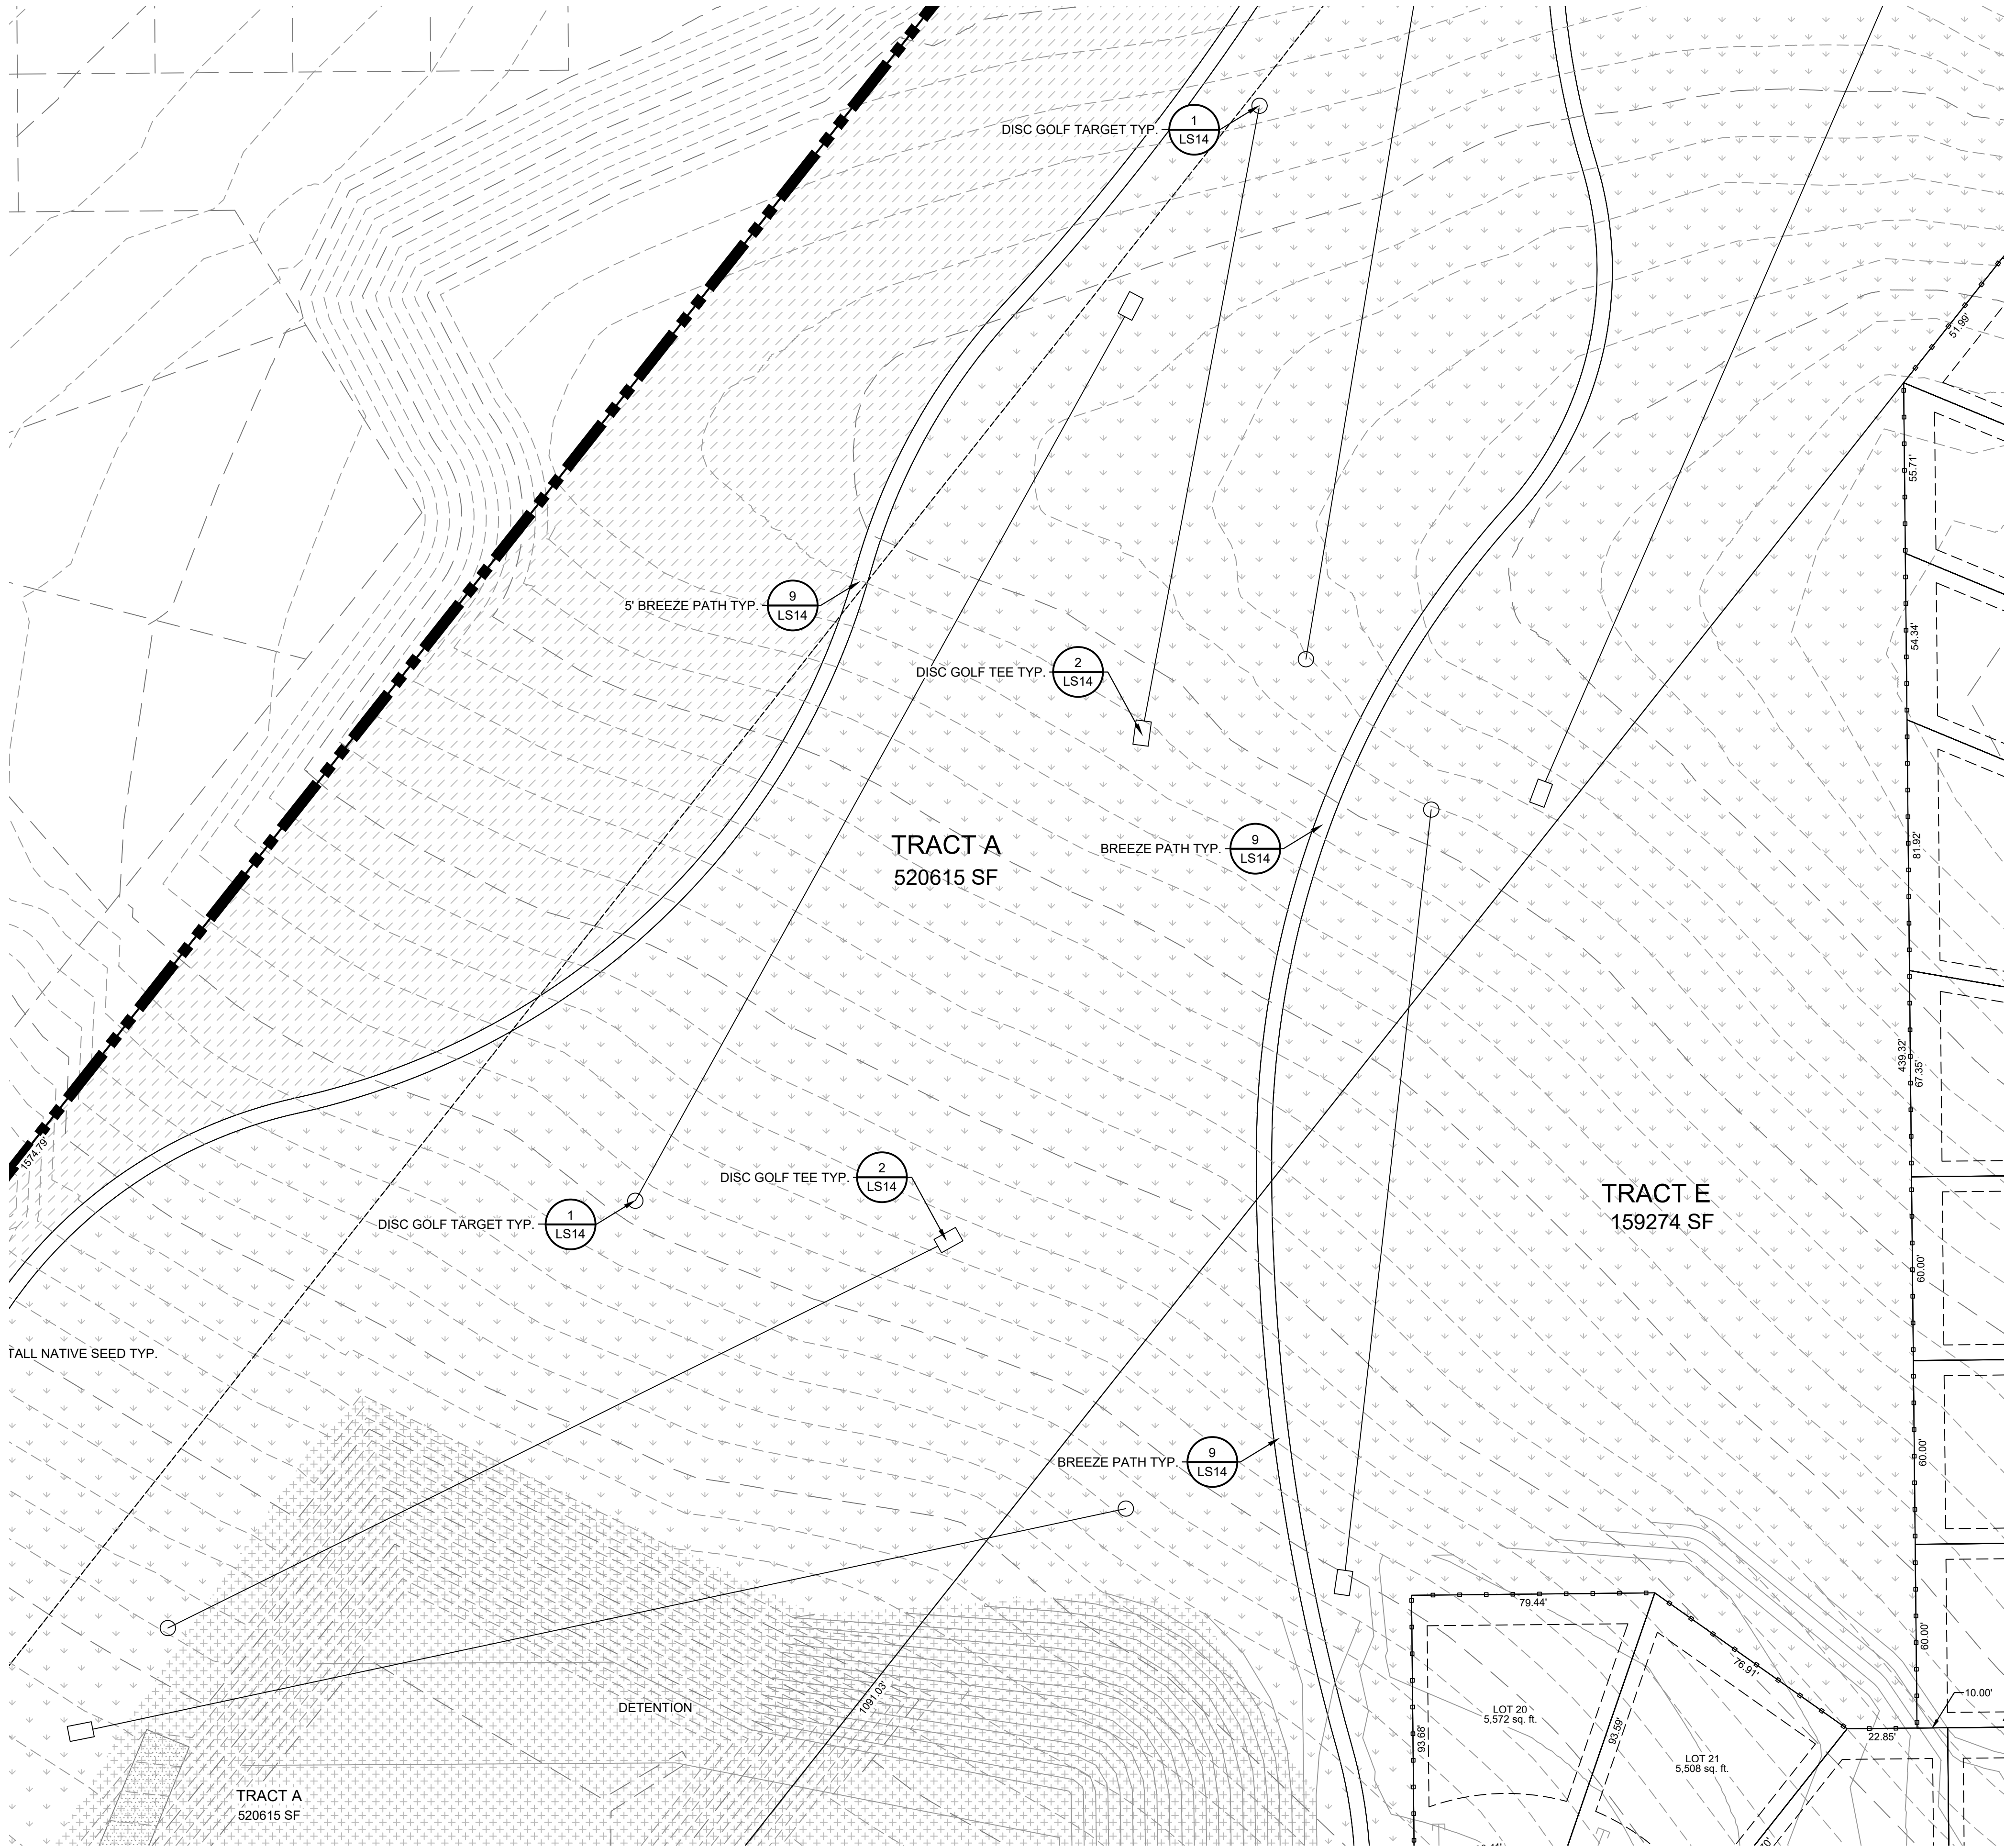 DISC GOLF TARGET TYP.
1
LS14
51.99'
55.71'
5' BREEZE PATH TYP.
9
LS14
54.34'
DISC GOLF TEE TYP.
2
LS14
TRACT A
520615 SF
BREEZE PATH TYP.
9
LS14
81.92'
439.32'
67.35'
1574.79'
DISC GOLF TEE TYP.
2
LS14
DISC GOLF TARGET TYP.
1
LS14
TRACT E
159274 SF
60.00'
TALL NATIVE SEED TYP.
BREEZE PATH TYP.
9
LS14
60.00'
79.44'
60.00'
76.91'
1091.03'
DETENTION
LOT 20
5,572 sq. ft.
93.68'
93.59'
10.00'
22.85'
LOT 21
5,508 sq. ft.
TRACT A
520615 SF